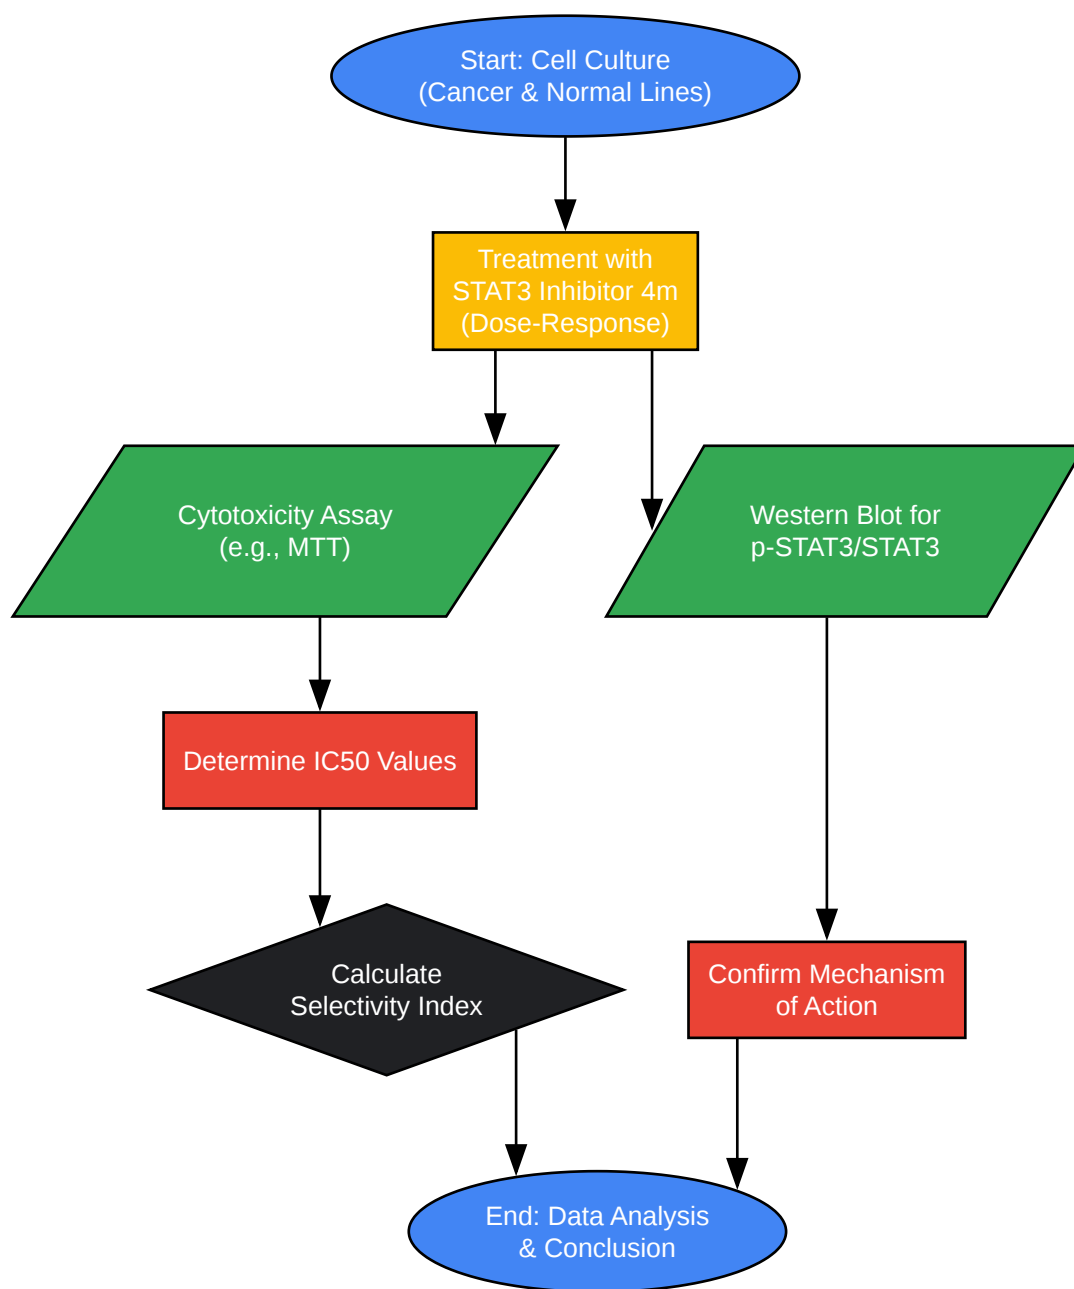 Start: Cell Culture
(Cancer & Normal Lines)
Treatment with
STAT3 Inhibitor 4m
(Dose-Response)
Cytotoxicity Assay
(e.g., MTT)
Western Blot for
p-STAT3/STAT3
Determine IC50 Values
Calculate
Selectivity Index
Confirm Mechanism
of Action
End: Data Analysis
& Conclusion